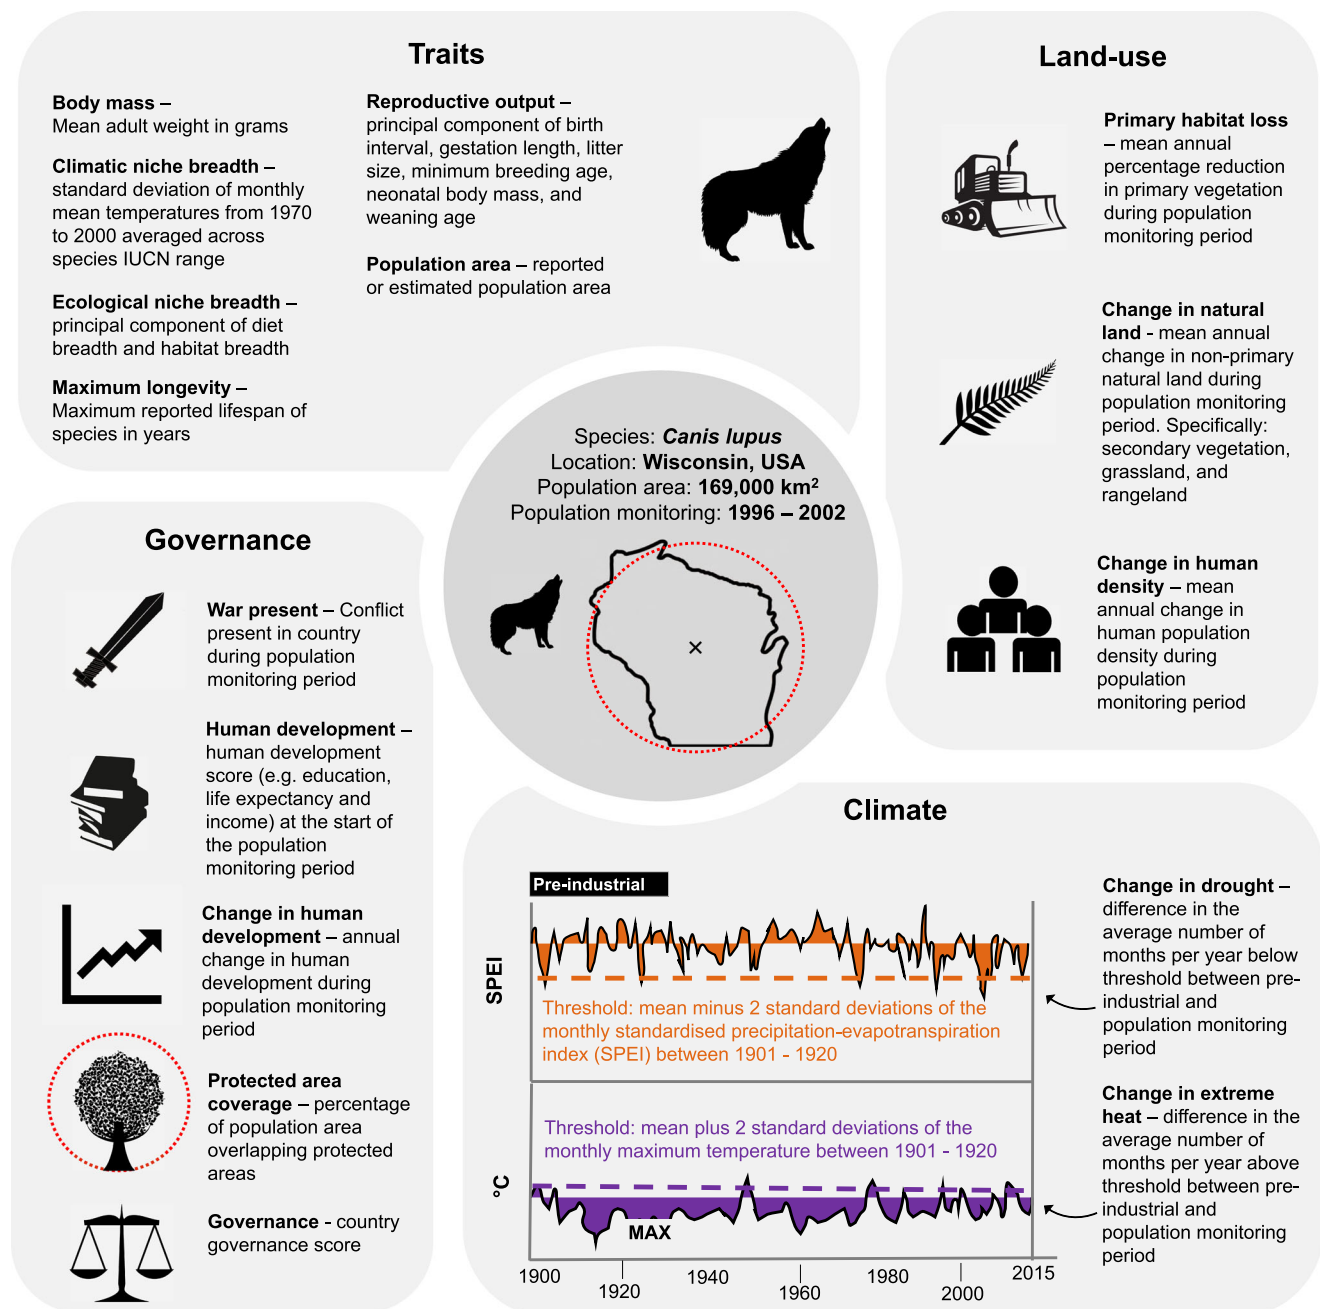 Traits
Body mass –
Mean adult weight in grams
Climatic niche breadth –
standard deviation of monthly
mean temperatures from 1970
to 2000 averaged across
species IUCN range
Ecological niche breadth –
principal component of diet
breadth and habitat breadth
Maximum longevity –
Maximum reported lifespan of
species in years
Reproductive output –
principal component of birth
interval, gestation length, litter
size, minimum breeding age,
neonatal body mass, and
weaning age
Population area – reported
or estimated population area
Land-use
Primary habitat loss
– mean annual
percentage reduction
in primary vegetation
during population
monitoring period
Change in natural
land - mean annual
change in non-primary
natural land during
population monitoring
period. Specifically:
secondary vegetation,
grassland, and
rangeland
Change in human
density – mean
annual change in
human population
density during
population
monitoring period
Species: Canis lupus
Location: Wisconsin, USA
Population area: 169,000 km²
Population monitoring: 1996 – 2002
Governance
War present – Conflict
present in country
during population
monitoring period
Human development –
human development
score (e.g. education,
life expectancy and
income) at the start of
the population
monitoring period
Change in human
development – annual
change in human
development during
population monitoring
period
Protected area
coverage – percentage
of population area
overlapping protected
areas
Governance - country
governance score
Climate
Pre-industrial
SPEI
Threshold: mean minus 2 standard deviations of the
monthly standardised precipitation-evapotranspiration
index (SPEI) between 1901 - 1920
Threshold: mean plus 2 standard deviations of the
monthly maximum temperature between 1901 - 1920
°C
MAX
1900
1920
1940
1960
1980
2000
2015
Change in drought –
difference in the
average number of
months per year below
threshold between pre-
industrial and
population monitoring
period
Change in extreme
heat – difference in the
average number of
months per year above
threshold between pre-
industrial and
population monitoring
period